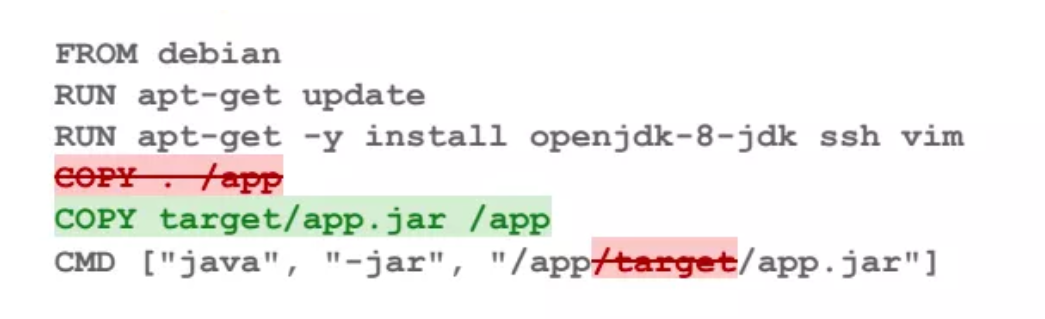 FROM debian
RUN apt-get update
RUN apt-get -y install openjdk-8-jdk ssh vim
COPY . /app
COPY target/app.jar /app
CMD ["java", "-jar", "/app/target/app.jar"]